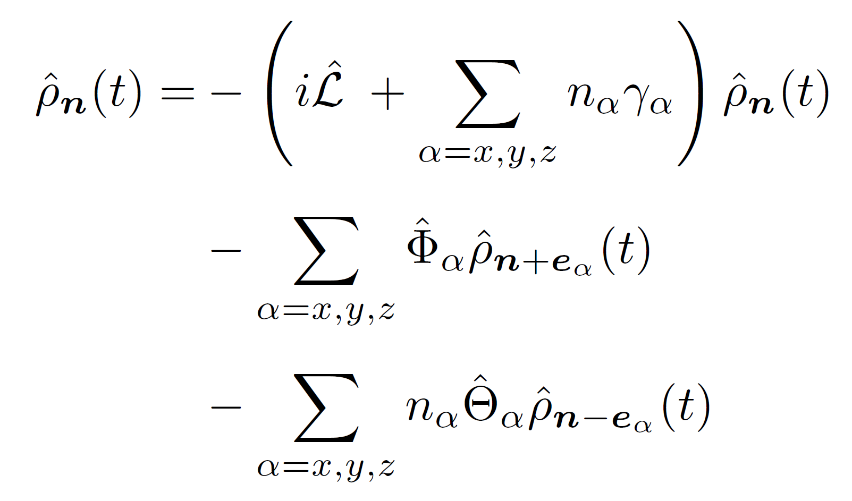 ρ̂_𝒏(t) = − (iℒ̂ + ∑_{α=x,y,z} n_α γ_α) ρ̂_𝒏(t)
− ∑_{α=x,y,z} Φ̂_α ρ̂_{𝒏+𝒆_α}(t)
− ∑_{α=x,y,z} n_α Θ̂_α ρ̂_{𝒏−𝒆_α}(t)